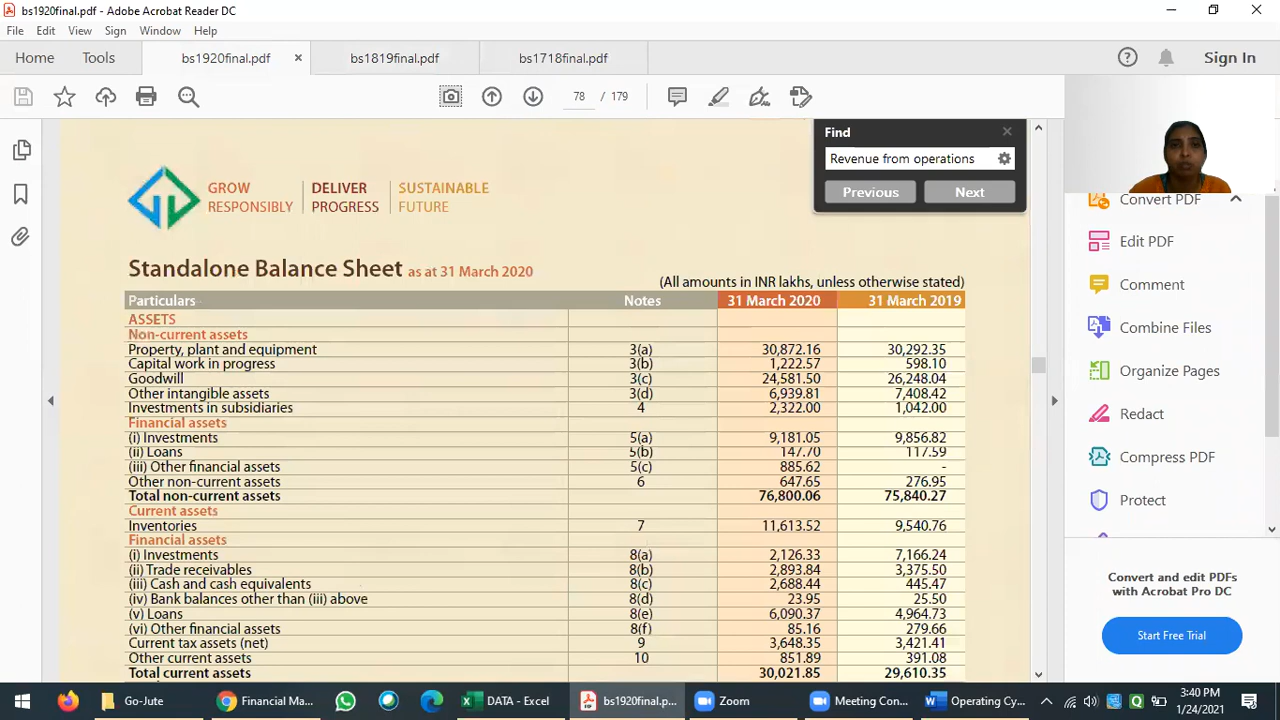 bs1920final.pdf - Adobe Acrobat Reader DC
File Edit View Sign Window Help
Home Tools bs1920final.pdf × bs1819final.pdf bs1718final.pdf Sign In
78 / 179
Find
Revenue from operations
Previous Next
GROW RESPONSIBLY
DELIVER PROGRESS
SUSTAINABLE FUTURE
Standalone Balance Sheet as at 31 March 2020
(All amounts in INR lakhs, unless otherwise stated)
Particulars Notes 31 March 2020 31 March 2019
ASSETS
Non-current assets
Property, plant and equipment 3(a) 30,872.16 30,292.35
Capital work in progress 3(b) 1,222.57 598.10
Goodwill 3(c) 24,581.50 26,248.04
Other intangible assets 3(d) 6,939.81 7,408.42
Investments in subsidiaries 4 2,322.00 1,042.00
Financial assets
(i) Investments 5(a) 9,181.05 9,856.82
(ii) Loans 5(b) 147.70 117.59
(iii) Other financial assets 5(c) 885.62 -
Other non-current assets 6 647.65 276.95
Total non-current assets 76,800.06 75,840.27
Current assets
Inventories 7 11,613.52 9,540.76
Financial assets
(i) Investments 8(a) 2,126.33 7,166.24
(ii) Trade receivables 8(b) 2,893.84 3,375.50
(iii) Cash and cash equivalents 8(c) 2,688.44 445.47
(iv) Bank balances other than (iii) above 8(d) 23.95 25.50
(v) Loans 8(e) 6,090.37 4,964.73
(vi) Other financial assets 8(f) 85.16 279.66
Current tax assets (net) 9 3,648.35 3,421.41
Other current assets 10 851.89 391.08
Total current assets 30,021.85 29,610.35
Convert PDF
Edit PDF
Comment
Combine Files
Organize Pages
Redact
Compress PDF
Protect
Convert and edit PDFs
with Acrobat Pro DC
Start Free Trial
Go-Jute
Financial Ma...
DATA - Excel
bs1920final.p...
Zoom
Meeting Con...
Operating Cy...
3:40 PM
1/24/2021